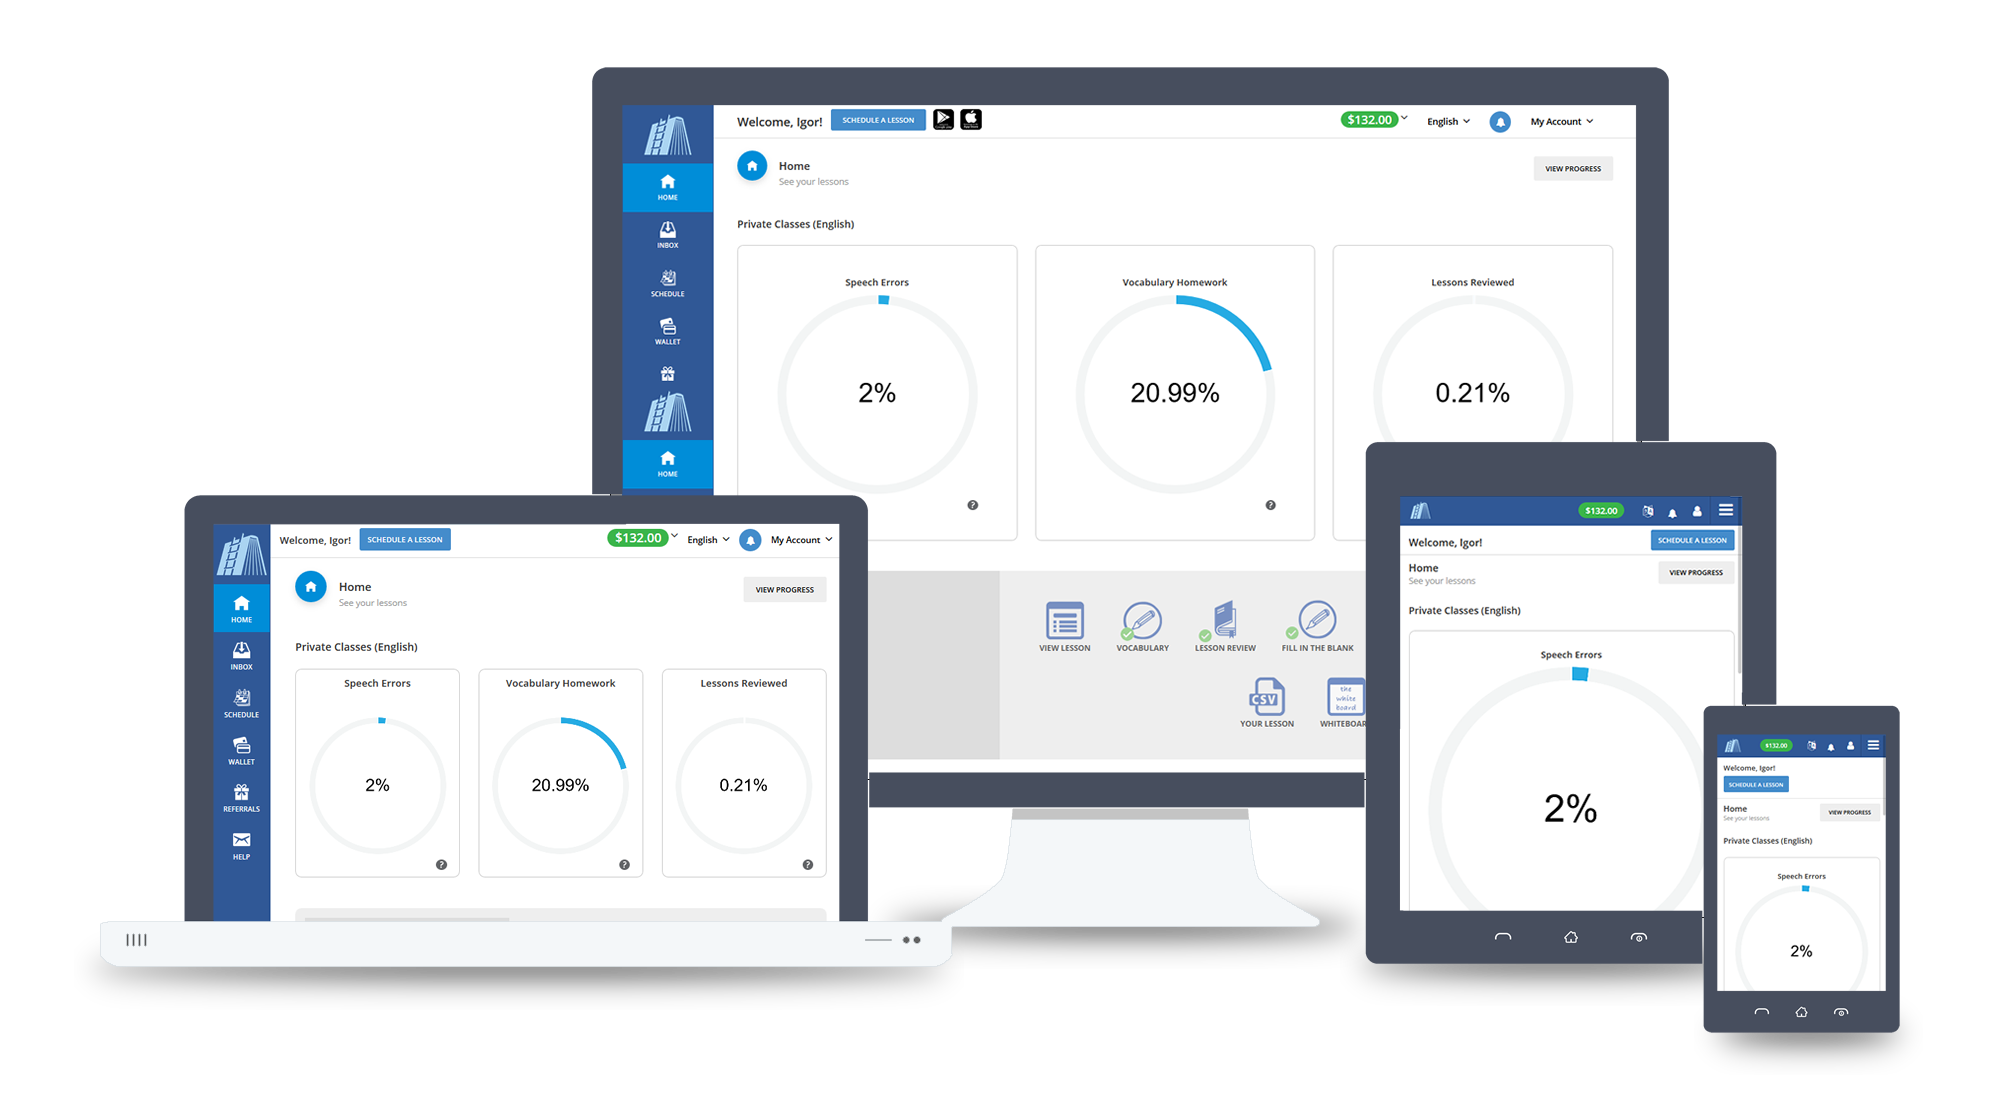 Welcome, Igor! SCHEDULE A LESSON $132.00 English My Account
HOME
Home
See your lessons
VIEW PROGRESS
INBOX
Private Classes (English)
SCHEDULE
Speech Errors
Vocabulary Homework
Lessons Reviewed
WALLET
2%
20.99%
0.21%
HOME
?
?
VIEW LESSON
VOCABULARY
LESSON REVIEW
FILL IN THE BLANK
CSV
the
white
board
YOUR LESSON
WHITEBOAR
Welcome, Igor! SCHEDULE A LESSON $132.00 English My Account
Home
See your lessons
VIEW PROGRESS
HOME
INBOX
SCHEDULE
WALLET
REFERRALS
HELP
Private Classes (English)
Speech Errors
Vocabulary Homework
Lessons Reviewed
2%
20.99%
0.21%
?
?
?
$132.00
Welcome, Igor!
SCHEDULE A LESSON
Home
See your lessons
VIEW PROGRESS
Private Classes (English)
Speech Errors
2%
$132.00
Welcome, Igor!
SCHEDULE A LESSON
Home
See your lessons
VIEW PROGRESS
Private Classes (English)
Speech Errors
2%